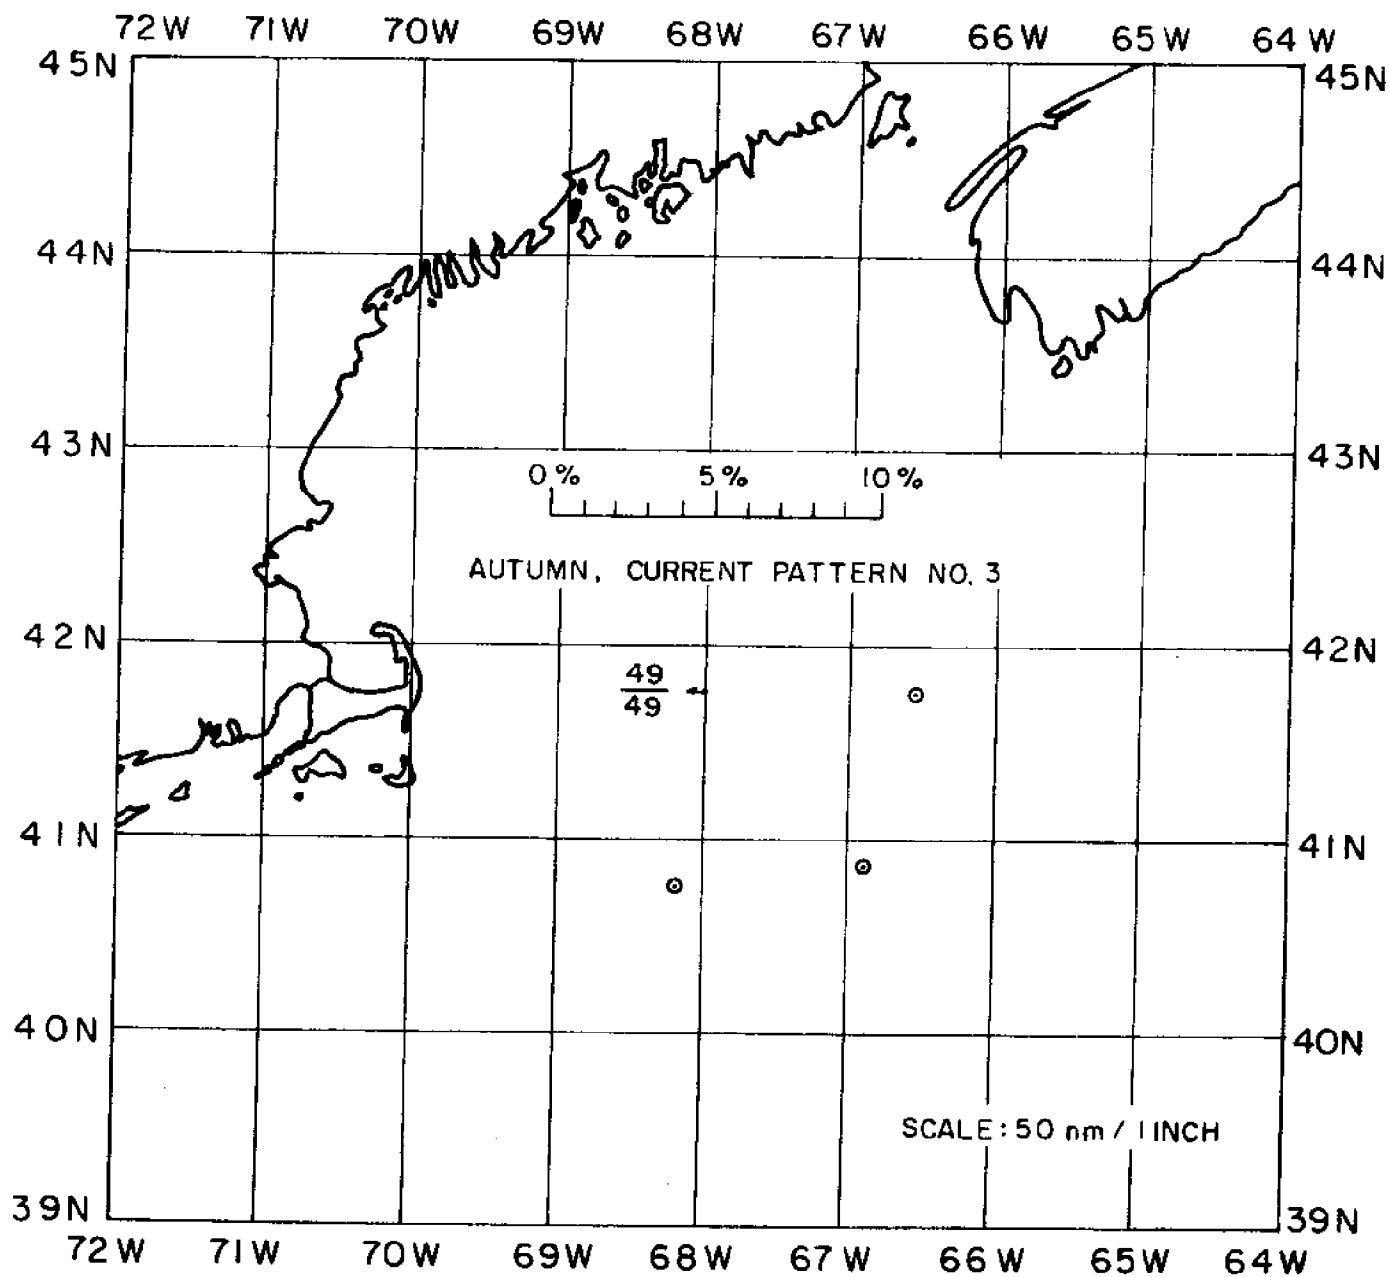 72W 71W 70W 69W 68W 67W 66W 65W 64W
45N 45N
44N 44N
43N 43N
0% 5% 10%
AUTUMN, CURRENT PATTERN NO. 3
42N 42N
49
49
41N 41N
40N 40N
SCALE: 50 nm / 1 INCH
39N 39N
72W 71W 70W 69W 68W 67W 66W 65W 64W